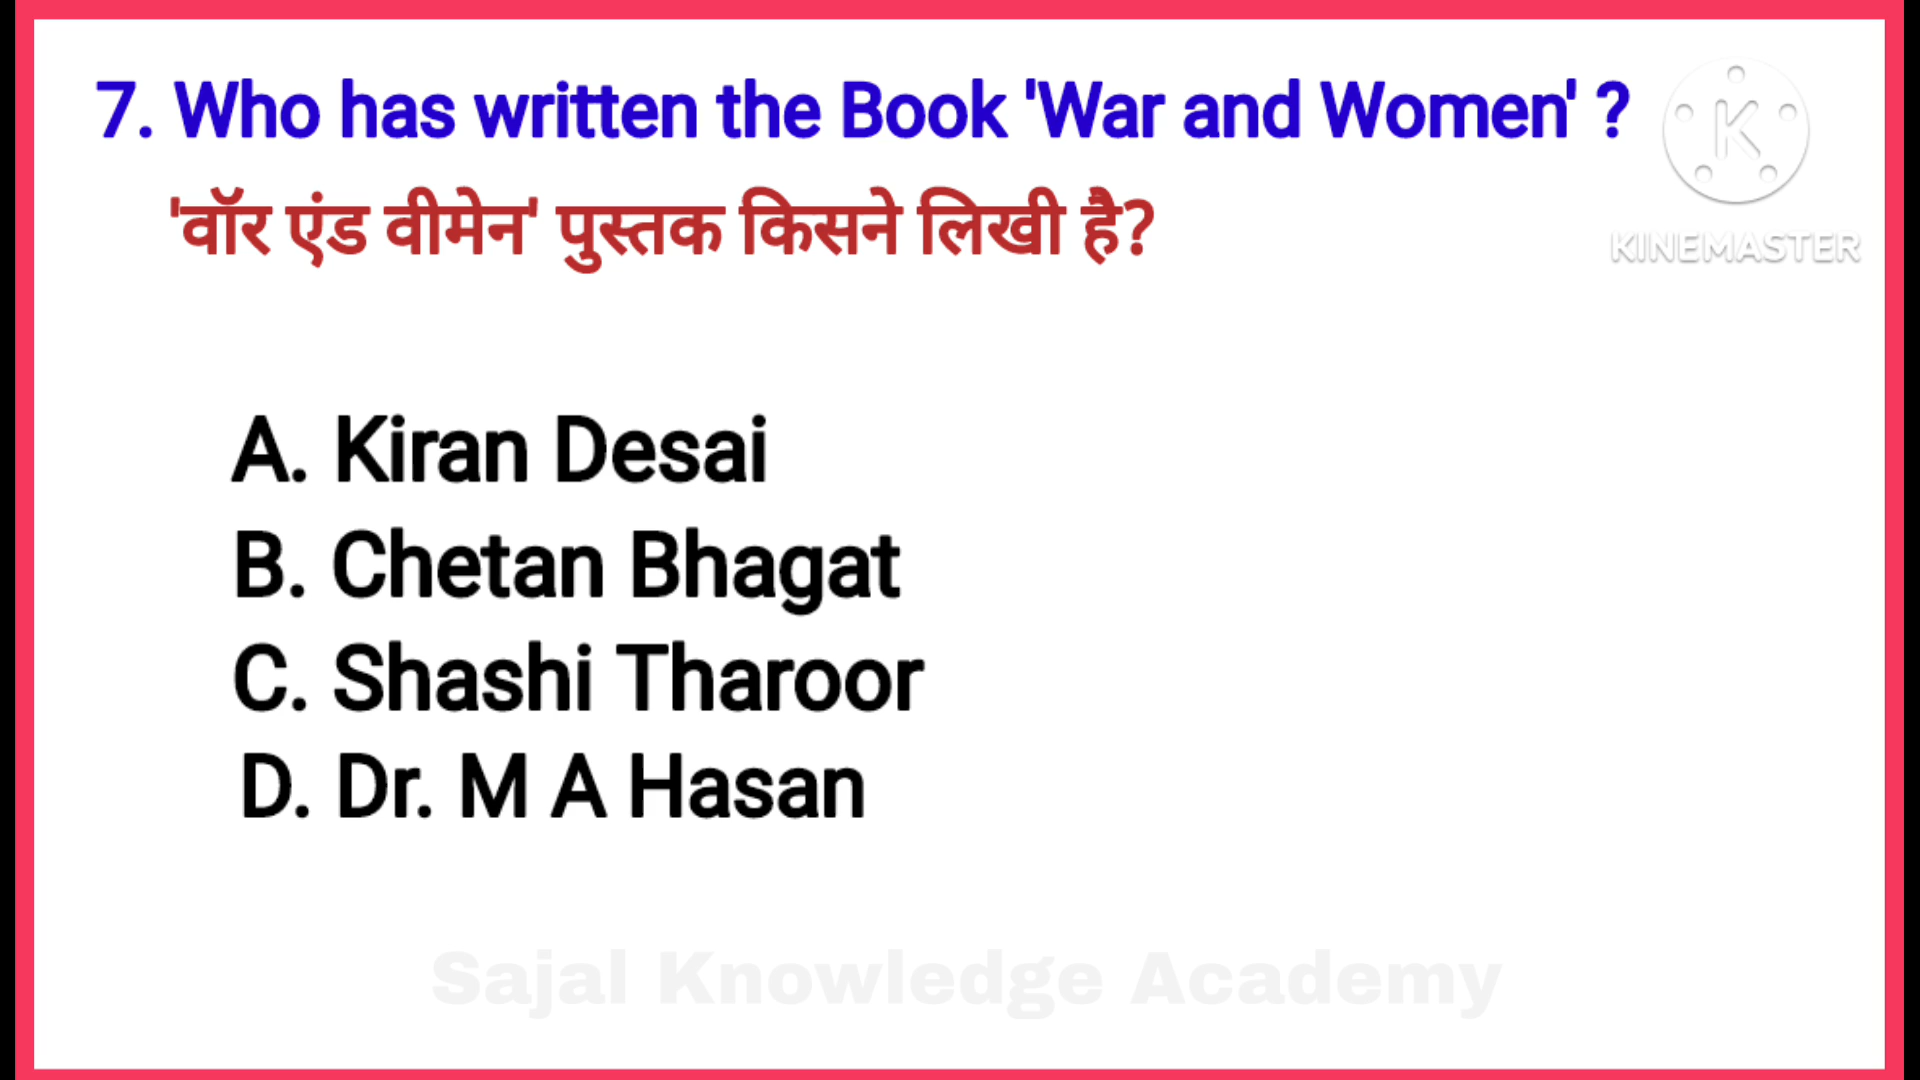 7. Who has written the Book 'War and Women' ?
'वॉर एंड वीमेन' पुस्तक किसने लिखी है?
A. Kiran Desai
B. Chetan Bhagat
C. Shashi Tharoor
D. Dr. M A Hasan
K
KINEMASTER
Sajal Knowledge Academy